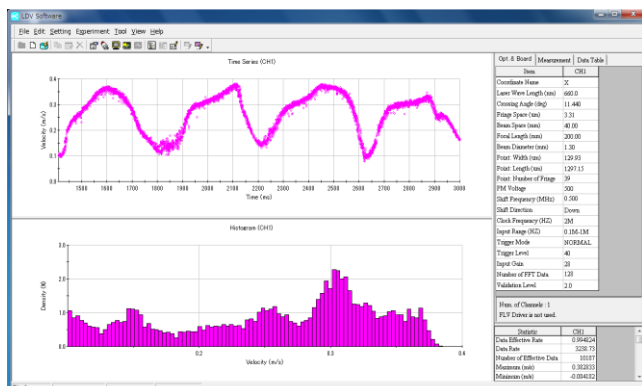 LDV Software
File Edit Setting Experiment Tool View Help
Time Series (CH1)
Velocity (m/s)
0.4
0.3
0.2
0.1
0.0
1500 1600 1700 1800 1900 2000 2100 2200 2300 2400 2500 2600 2700 2800 2900 3000
Time (ms)
Histogram (CH1)
Density (%)
3.0
2.0
1.0
0.0
0.2 0.3 0.4
Velocity (m/s)
Opt. & Board Measurement Data Table
Item CH1
Coordinate Name X
Laser Wave Length (nm) 660.0
Crossing Angle (deg) 11.440
Fringe Space (um) 3.31
Beam Space (mm) 40.00
Focal Length (mm) 200.00
Beam Diameter (mm) 1.30
Point: Width (um) 129.93
Point: Length (um) 1297.15
Point: Number of Fringe 39
PM Voltage 500
Shift Frequency (MHz) 0.500
Shift Direction Down
Clock Frequency (HZ) 2M
Input Range (HZ) 0.1M-1M
Trigger Mode NORMAL
Trigger Level 40
Input Gain 28
Number of FFT Data 128
Validation Level 2.0
Num. of Channels : 1
FLV Driver is not used.
Statistic CH1
Data Effective Rate 0.994824
Data Rate 3238.73
Number of Effective Data
Maximum (m/s) 0.382833
Minimum (m/s)